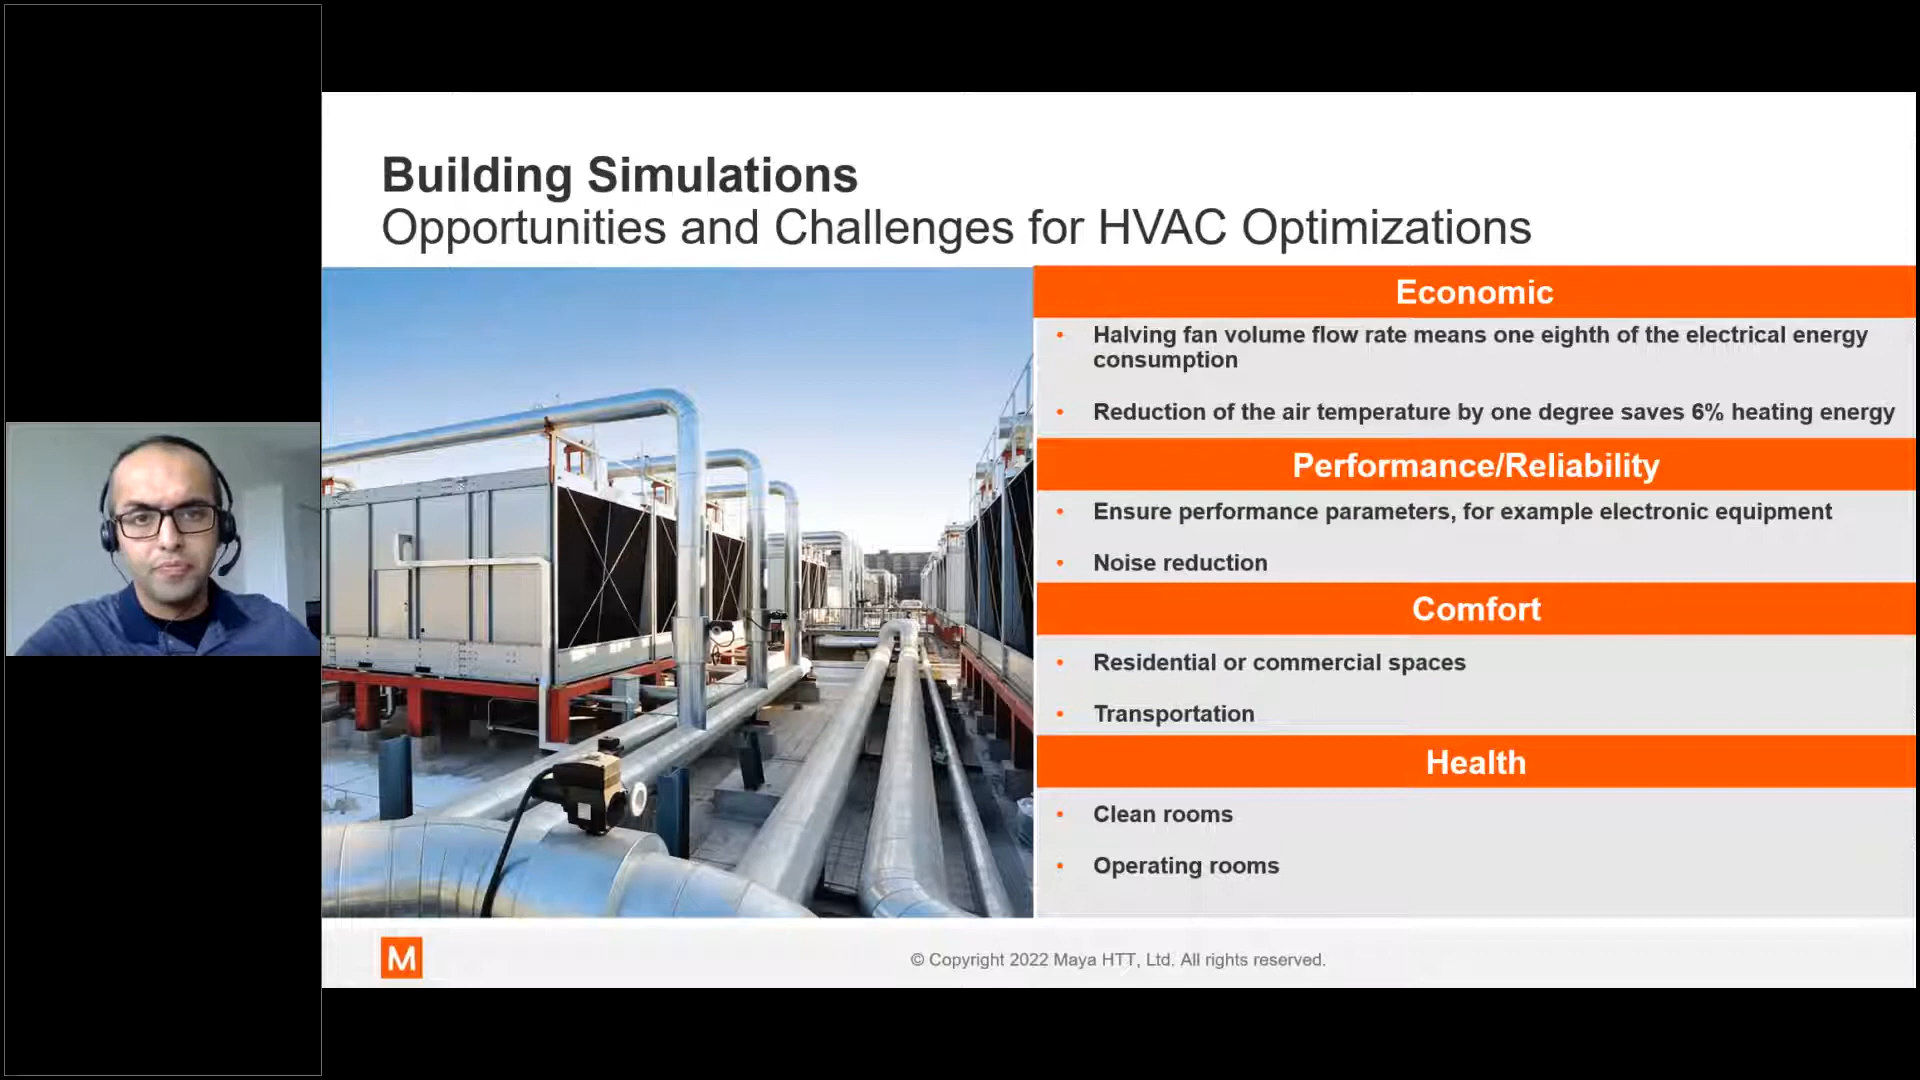 Building Simulations
Opportunities and Challenges for HVAC Optimizations
Economic
• Halving fan volume flow rate means one eighth of the electrical energy
consumption
• Reduction of the air temperature by one degree saves 6% heating energy
Performance/Reliability
• Ensure performance parameters, for example electronic equipment
• Noise reduction
Comfort
• Residential or commercial spaces
• Transportation
Health
• Clean rooms
• Operating rooms
M
© Copyright 2022 Maya HTT, Ltd. All rights reserved.